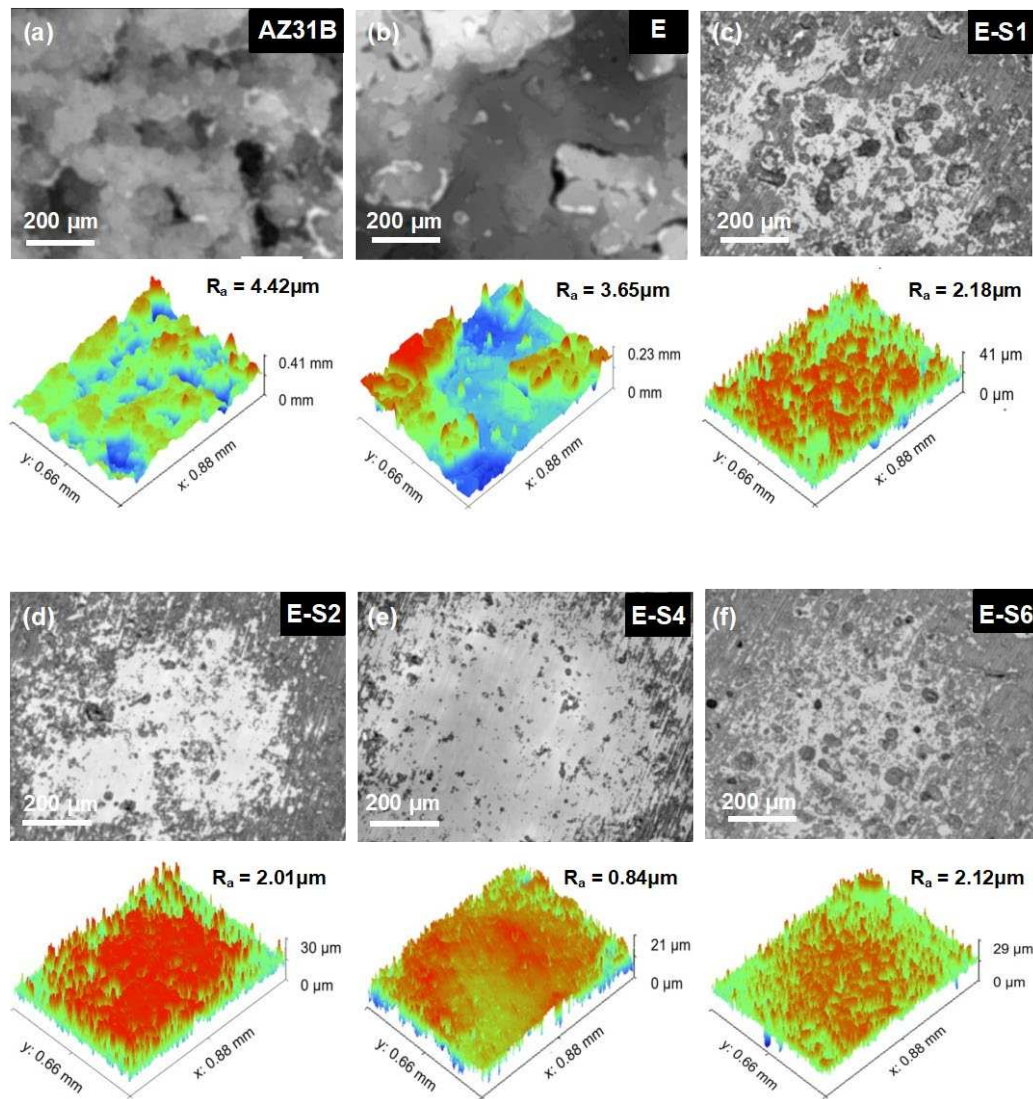 (a) AZ31B
(b) E
(c) E-S1
200 µm
200 µm
200 µm
Ra = 4.42µm
0.41 mm
0 mm
y: 0.66 mm
x: 0.88 mm
Ra = 3.65µm
0.23 mm
0 mm
y: 0.66 mm
x: 0.88 mm
Ra = 2.18µm
41 µm
0 µm
y: 0.66 mm
x: 0.88 mm
(d) E-S2
(e) E-S4
(f) E-S6
200 µm
200 µm
200 µm
Ra = 2.01µm
30 µm
0 µm
y: 0.66 mm
x: 0.88 mm
Ra = 0.84µm
21 µm
0 µm
y: 0.66 mm
x: 0.88 mm
Ra = 2.12µm
29 µm
0 µm
y: 0.66 mm
x: 0.88 mm